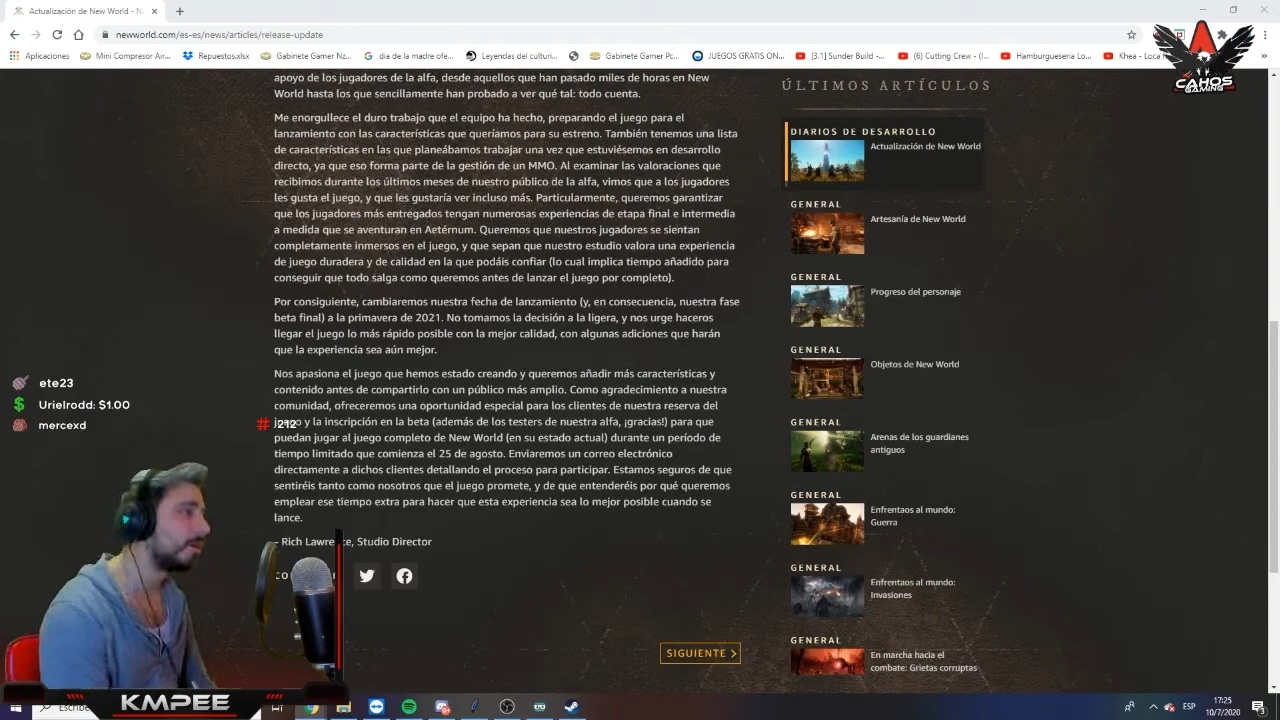 Actualización de New World - N
newworld.com/es-es/news/articles/release-update
Aplicaciones
Mini Compresor Air...
Repuestos.xlsx
Gabinete Gamer Nz...
dia de la madre ofe...
Leyendas del cultun...
Gabinete Gamer Pc...
JUEGOS GRATIS ON...
[3.1] Sunder Build -...
(6) Cutting Crew -...
Hamburgueseria Lo...
Khea - Loca
CAHOS
GAMING
apoyo de los jugadores de la alfa, desde aquellos que han pasado miles de horas en New
World hasta los que sencillamente han probado a ver qué tal: todo cuenta.
Me enorgullece el duro trabajo que el equipo ha hecho, preparando el juego para el
lanzamiento con las características que queríamos para su estreno. También tenemos una lista
de características en las que planeábamos trabajar una vez que estuviésemos en desarrollo
directo, ya que eso forma parte de la gestión de un MMO. Al examinar las valoraciones que
recibimos durante los últimos meses de nuestro público de la alfa, vimos que a los jugadores
les gusta el juego, y que les gustaría ver incluso más. Particularmente, queremos garantizar
que los jugadores más entregados tengan numerosas experiencias de etapa final e intermedia
a medida que se aventuran en Aetérnum. Queremos que nuestros jugadores se sientan
completamente inmersos en el juego, y que sepan que nuestro estudio valora una experiencia
de juego duradera y de calidad en la que podáis confiar (lo cual implica tiempo añadido para
conseguir que todo salga como queremos antes de lanzar el juego por completo).
Por consiguiente, cambiaremos nuestra fecha de lanzamiento (y, en consecuencia, nuestra fase
beta final) a la primavera de 2021. No tomamos la decisión a la ligera, y nos urge haceros
llegar el juego lo más rápido posible con la mejor calidad, con algunas adiciones que harán
que la experiencia sea aún mejor.
Nos apasiona el juego que hemos estado creando y queremos añadir más características y
contenido antes de compartirlo con un público más amplio. Como agradecimiento a nuestra
comunidad, ofreceremos una oportunidad especial para los clientes de nuestra reserva del
juego y la inscripción en la beta (además de los testers de nuestra alfa, ¡gracias!) para que
puedan jugar al juego completo de New World (en su estado actual) durante un período de
tiempo limitado que comienza el 25 de agosto. Enviaremos un correo electrónico
directamente a dichos clientes detallando el proceso para participar. Estamos seguros de que
sentiréis tanto como nosotros que el juego promete, y de que entenderéis por qué queremos
emplear ese tiempo extra para hacer que esta experiencia sea lo mejor posible cuando se
lance.
- Rich Lawrence, Studio Director
SIGUIENTE
ÚLTIMOS ARTÍCULOS
DIARIOS DE DESARROLLO
Actualización de New World
GENERAL
Artesanía de New World
GENERAL
Progreso del personaje
GENERAL
Objetos de New World
GENERAL
Arenas de los guardianes
antiguos
GENERAL
Enfrentaos al mundo:
Guerra
GENERAL
Enfrentaos al mundo:
Invasiones
GENERAL
En marcha hacia el
combate: Grietas corruptas
ete23
Urielrodd: $1.00
mercexd
# 212
KMPEE
Escribe
ESP
17:25
10/7/2020